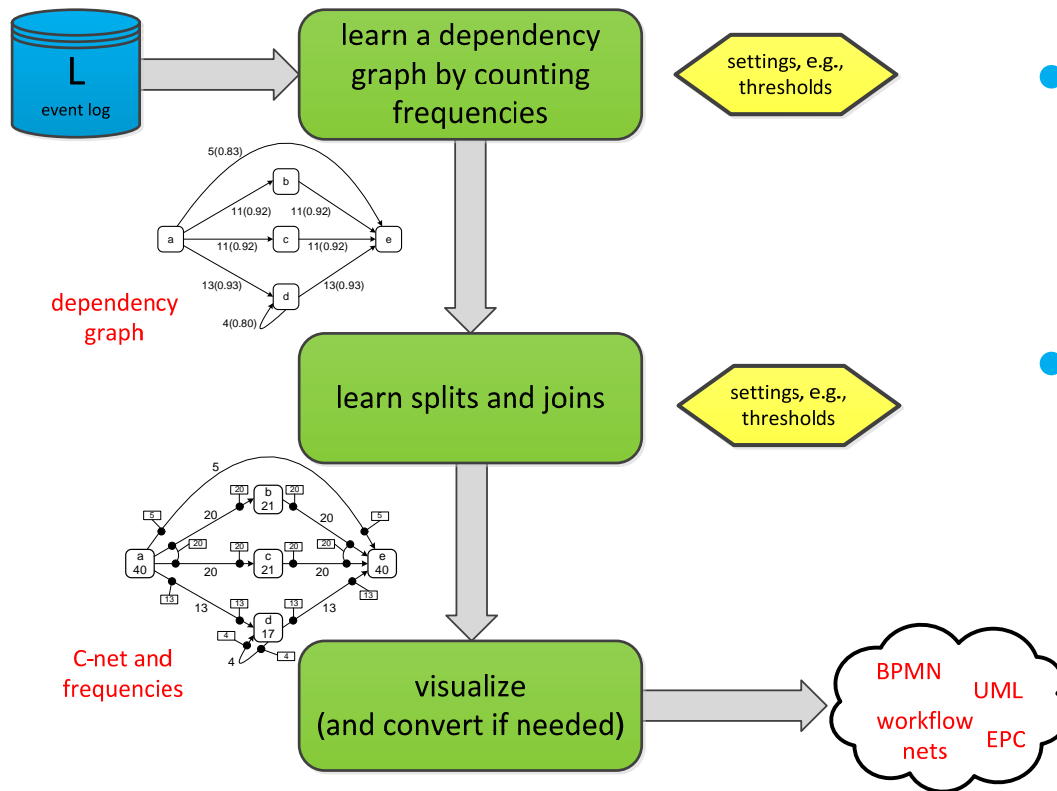 L
event log
learn a dependency
graph by counting
frequencies
settings, e.g.,
thresholds
5(0.83)
b
11(0.92)
11(0.92)
a
c
e
11(0.92)
11(0.92)
d
13(0.93)
13(0.93)
4(0.80)
dependency
graph
learn splits and joins
settings, e.g.,
thresholds
5
20
b
21
20
5
20
20
5
20
20
a
40
20
c
21
20
e
40
20
20
13
13
13
13
13
13
d
17
4
4
4
C-net and
frequencies
visualize
(and convert if needed)
BPMN
UML
workflow
nets
EPC